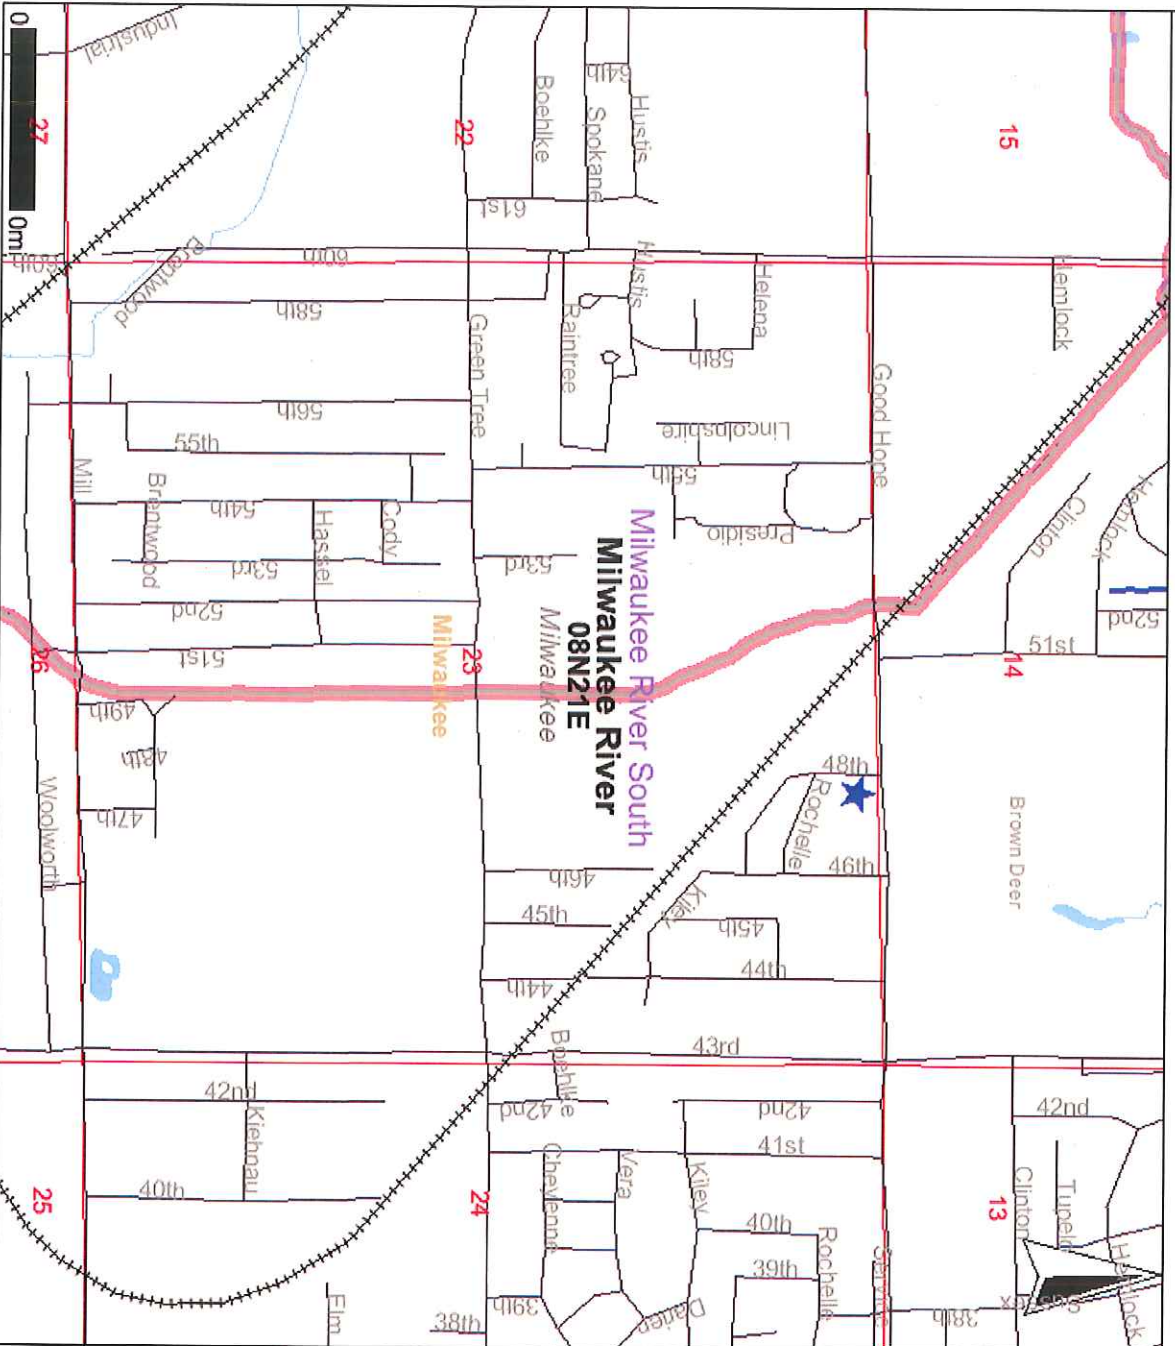 0
0m
27
Industrial
22
Boehlke
Spokane
64th
Hustis
61st
15
60th
60th
Brentwood
58th
Green Tree
Raintree
Hustis
Helena
58th
Good Hope
Hemlock
56th
55th
Lincolnshire
55th
Presidio
Mill
Brentwood
54th
Hassel
Cody
53rd
53rd
52nd
51st
Clinton
Hemlock
52nd
51st
14
26
23
Milwaukee River South
Milwaukee River
08N21E
Milwaukee
Milwaukee
49th
48th
47th
Woolworth
48th
Rochelle
46th
Brown Deer
46th
45th
44th
Kiley
45th
44th
43rd
Boehlke
42nd
42nd
42nd
42nd
41st
Kiehnau
40th
25
24
Cheyenne
Vera
Kiley
40th
39th
Rochelle
39th
Darien
38th
Elm
13
Clinton
Tupelo
Hemlock
Sussex
38th